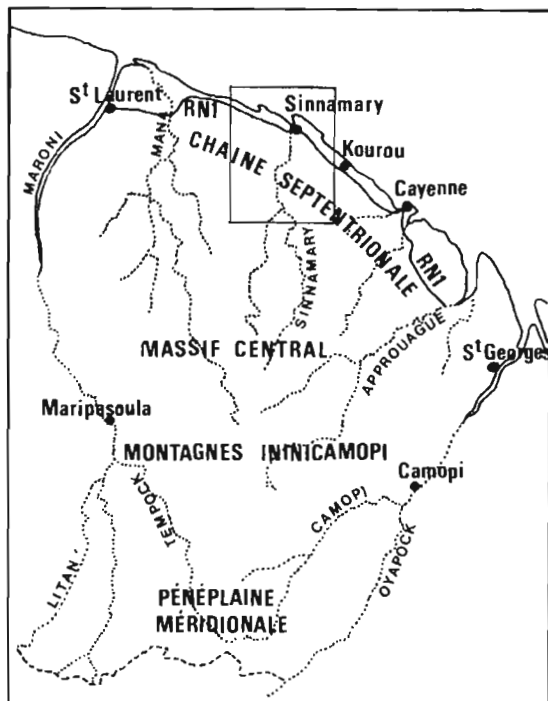 St Laurent
RN1
Sinnamary
MANA
MARONI
CHAINE SEPTENTRIONALE
Kourou
Cayenne
RN1
SINNAMARY
MASSIF CENTRAL
APPROUAGUE
St Georges
Maripasoula
MONTAGNES ININICAMOPI
Camopi
TEMPOCK
CAMOPI
LITAN
OYAPOCK
PÉNÉPLAINE
MÉRIDIONALE